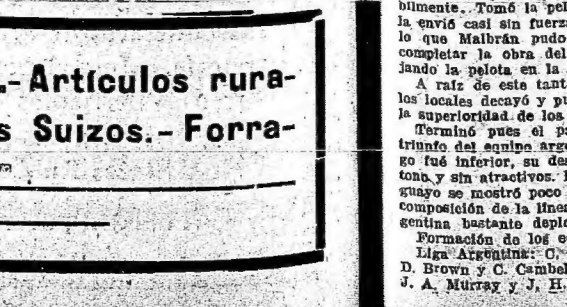 .-Artículos rura-
s Suizos.-Forra-
bilmente. Tomó la pel
la envió casi sin fuerz
lo que Malbrán pudo
completar la obra del
jando la pelota en la
A raíz de este tant
los locales decayó y pu
la superioridad de los
Terminó pues el pa
triunfo del equipo arge
go fué inferior, su des
tono y sin atractivos.
guayo se mostró poco
composición de la línea
gentina bastante deplo
Formación de los e
Liga Argentina: C.
D. Brown y C. Cambel
J. A. Murray y J. H.